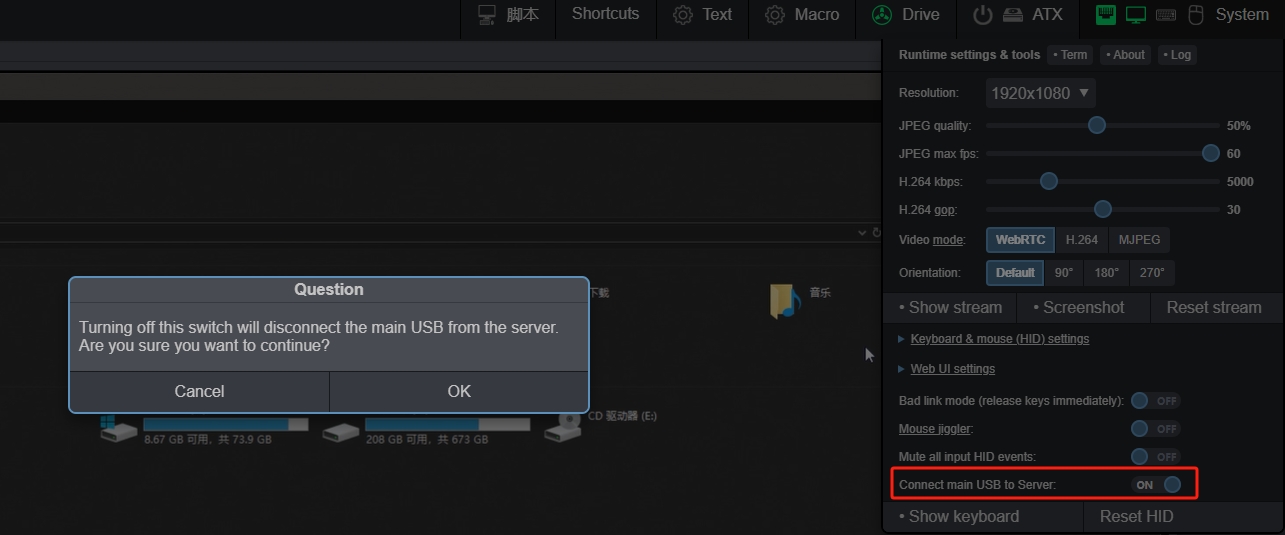 脚本
Shortcuts
Text
Macro
Drive
ATX
System
Runtime settings & tools
• Term
• About
• Log
Resolution:
1920x1080
JPEG quality:
50%
JPEG max fps:
60
H.264 kbps:
5000
H.264 gop:
30
Video mode:
WebRTC
H.264
MJPEG
Orientation:
Default
90°
180°
270°
• Show stream
• Screenshot
Reset stream
Keyboard & mouse (HID) settings
Web UI settings
Bad link mode (release keys immediately):
OFF
Mouse jiggler:
OFF
Mute all input HID events:
OFF
Connect main USB to Server:
ON
• Show keyboard
Reset HID
下载
音乐
Question
Turning off this switch will disconnect the main USB from the server.
Are you sure you want to continue?
Cancel
OK
8.67 GB 可用，共 73.9 GB
208 GB 可用，共 673 GB
CD 驱动器 (E:)